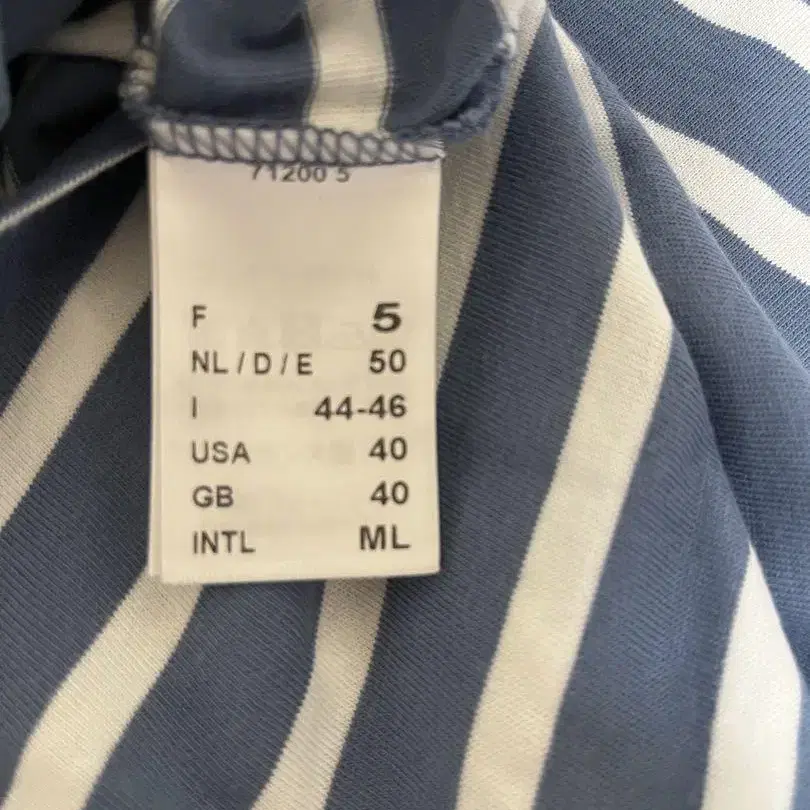 71200 5
F 5
NL / D / E 50
I 44-46
USA 40
GB 40
INTL ML